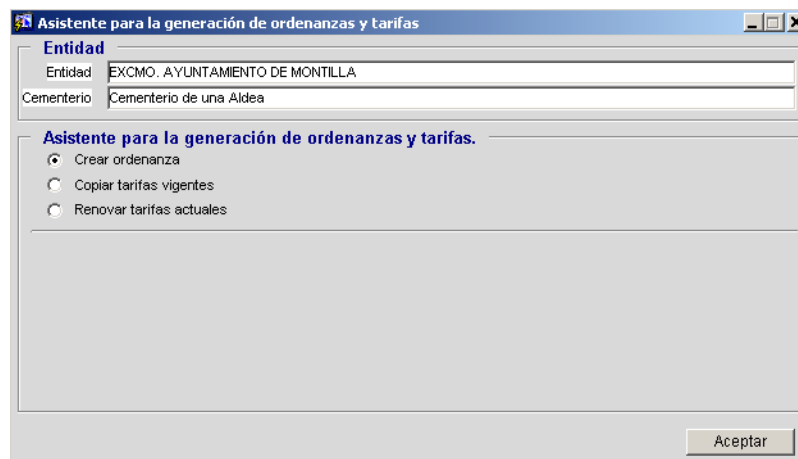 Asistente para la generación de ordenanzas y tarifas
Entidad
Entidad EXCMO. AYUNTAMIENTO DE MONTILLA
Cementerio Cementerio de una Aldea
Asistente para la generación de ordenanzas y tarifas.
Crear ordenanza
Copiar tarifas vigentes
Renovar tarifas actuales
Aceptar